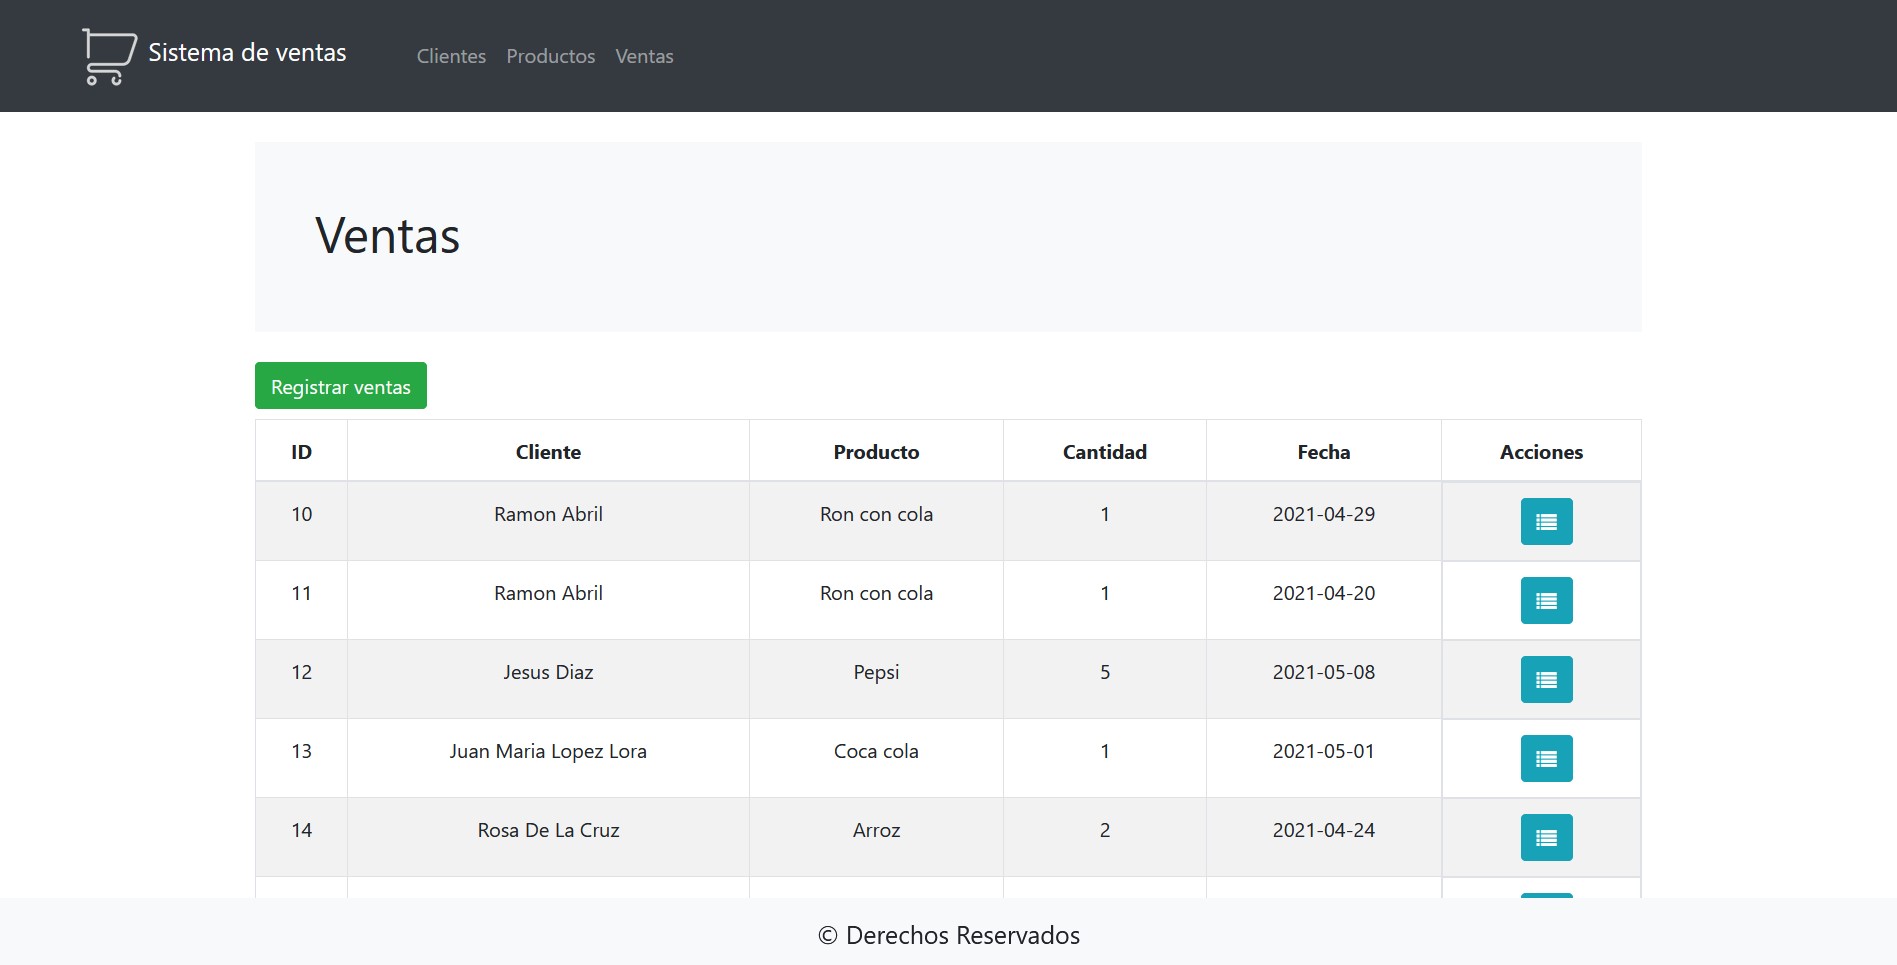 Sistema de ventas Clientes Productos Ventas
Ventas
Registrar ventas
ID Cliente Producto Cantidad Fecha Acciones
10 Ramon Abril Ron con cola 1 2021-04-29
11 Ramon Abril Ron con cola 1 2021-04-20
12 Jesus Diaz Pepsi 5 2021-05-08
13 Juan Maria Lopez Lora Coca cola 1 2021-05-01
14 Rosa De La Cruz Arroz 2 2021-04-24
© Derechos Reservados